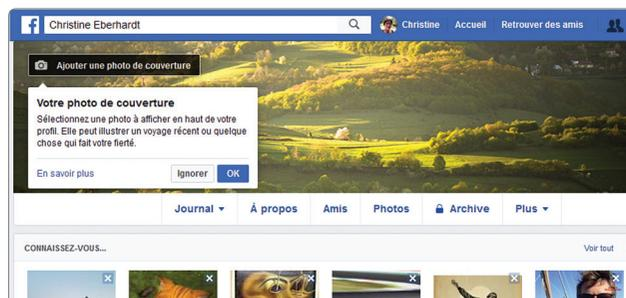 f Christine Eberhardt Christine Accueil Retrouver des amis
Ajouter une photo de couverture
Votre photo de couverture
Sélectionnez une photo à afficher en haut de votre
profil. Elle peut illustrer un voyage récent ou quelque
chose qui fait votre fierté.
En savoir plus Ignorer OK
Journal À propos Amis Photos Archive Plus
CONNAISSEZ-VOUS... Voir tout